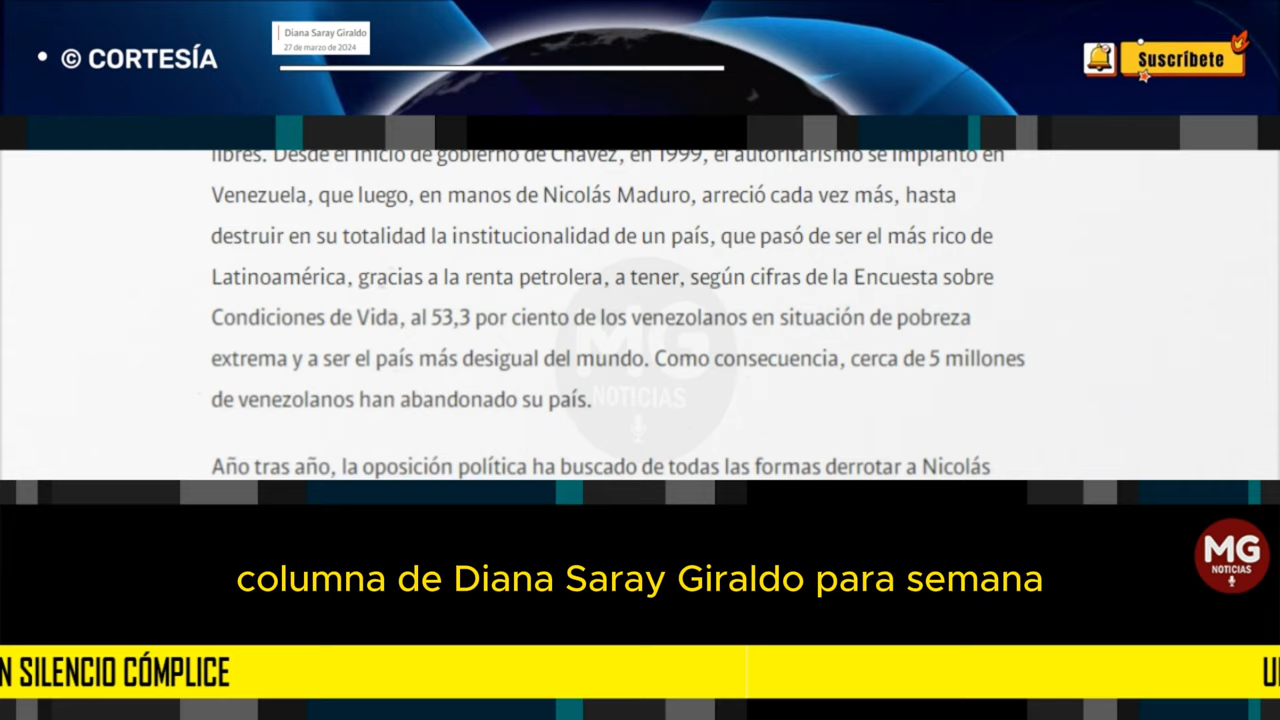 Diana Saray Giraldo
27 de marzo de 2024
• © CORTESÍA
Suscríbete
libres. Desde el inicio de gobierno de Chávez, en 1999, el autoritarismo se implantó en
Venezuela, que luego, en manos de Nicolás Maduro, arreció cada vez más, hasta
destruir en su totalidad la institucionalidad de un país, que pasó de ser el más rico de
Latinoamérica, gracias a la renta petrolera, a tener, según cifras de la Encuesta sobre
Condiciones de Vida, al 53,3 por ciento de los venezolanos en situación de pobreza
extrema y a ser el país más desigual del mundo. Como consecuencia, cerca de 5 millones
de venezolanos han abandonado su país.
Año tras año, la oposición política ha buscado de todas las formas derrotar a Nicolás
MG
NOTICIAS
MG
NOTICIAS
columna de Diana Saray Giraldo para semana
N SILENCIO CÓMPLICE
U